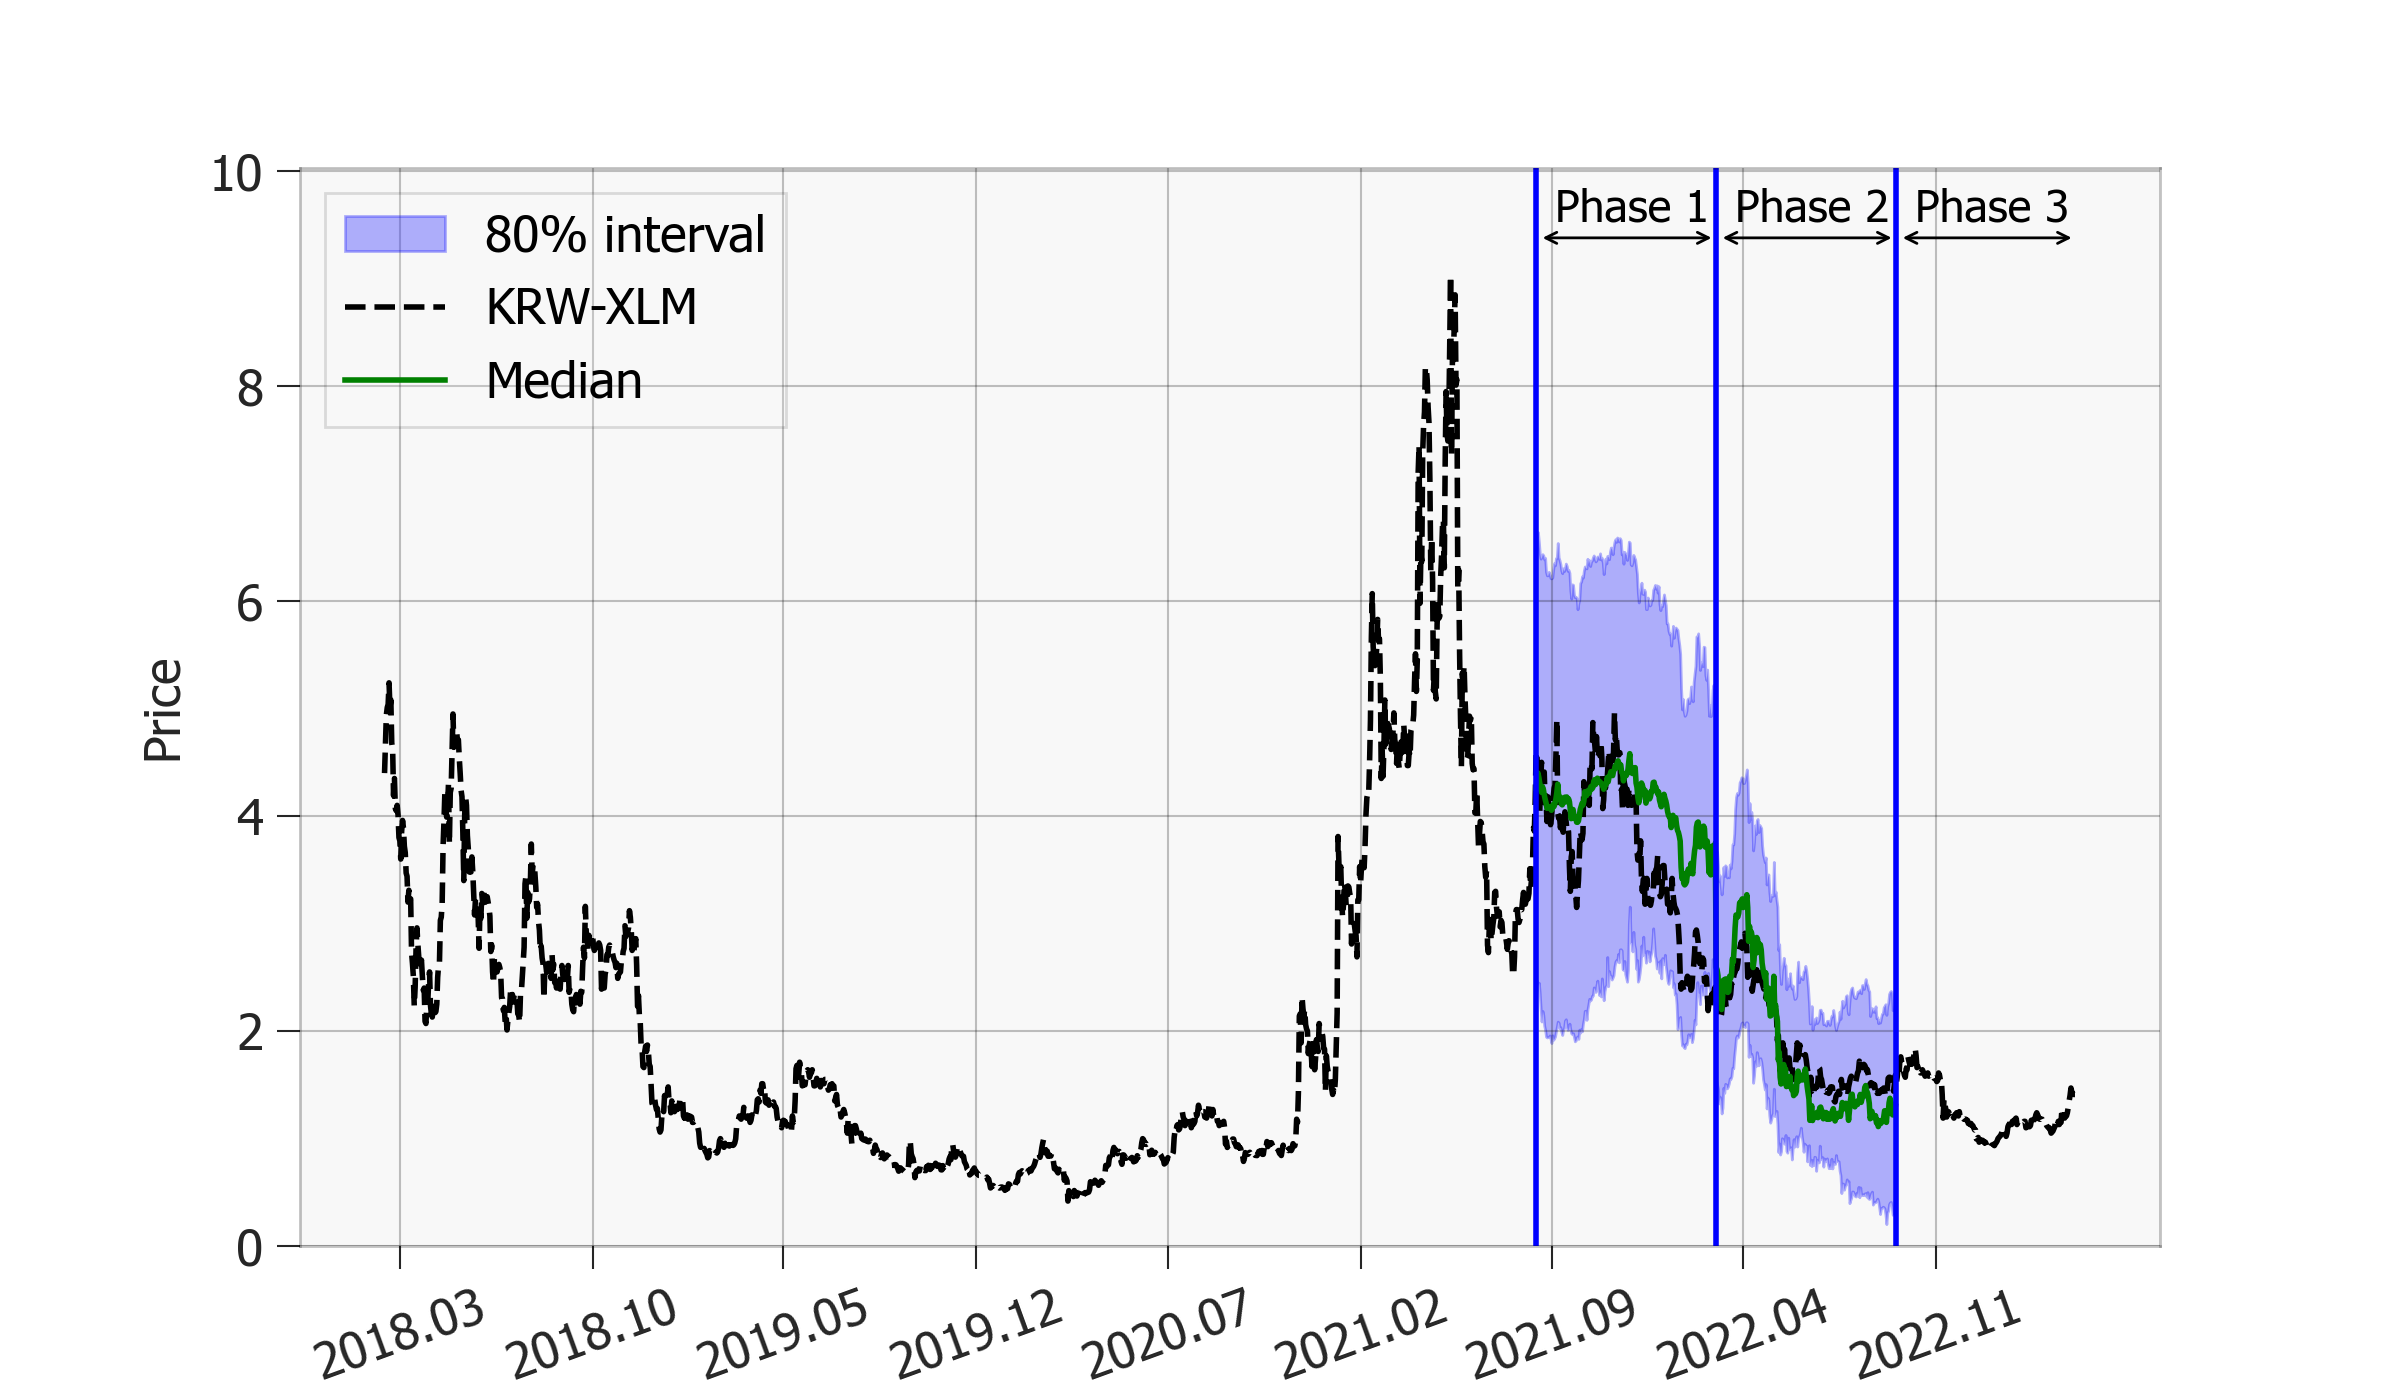 10
8
6
4
2
0
Price
80% interval
KRW-XLM
Median
Phase 1
Phase 2
Phase 3
2018.03
2018.10
2019.05
2019.12
2020.07
2021.02
2021.09
2022.04
2022.11